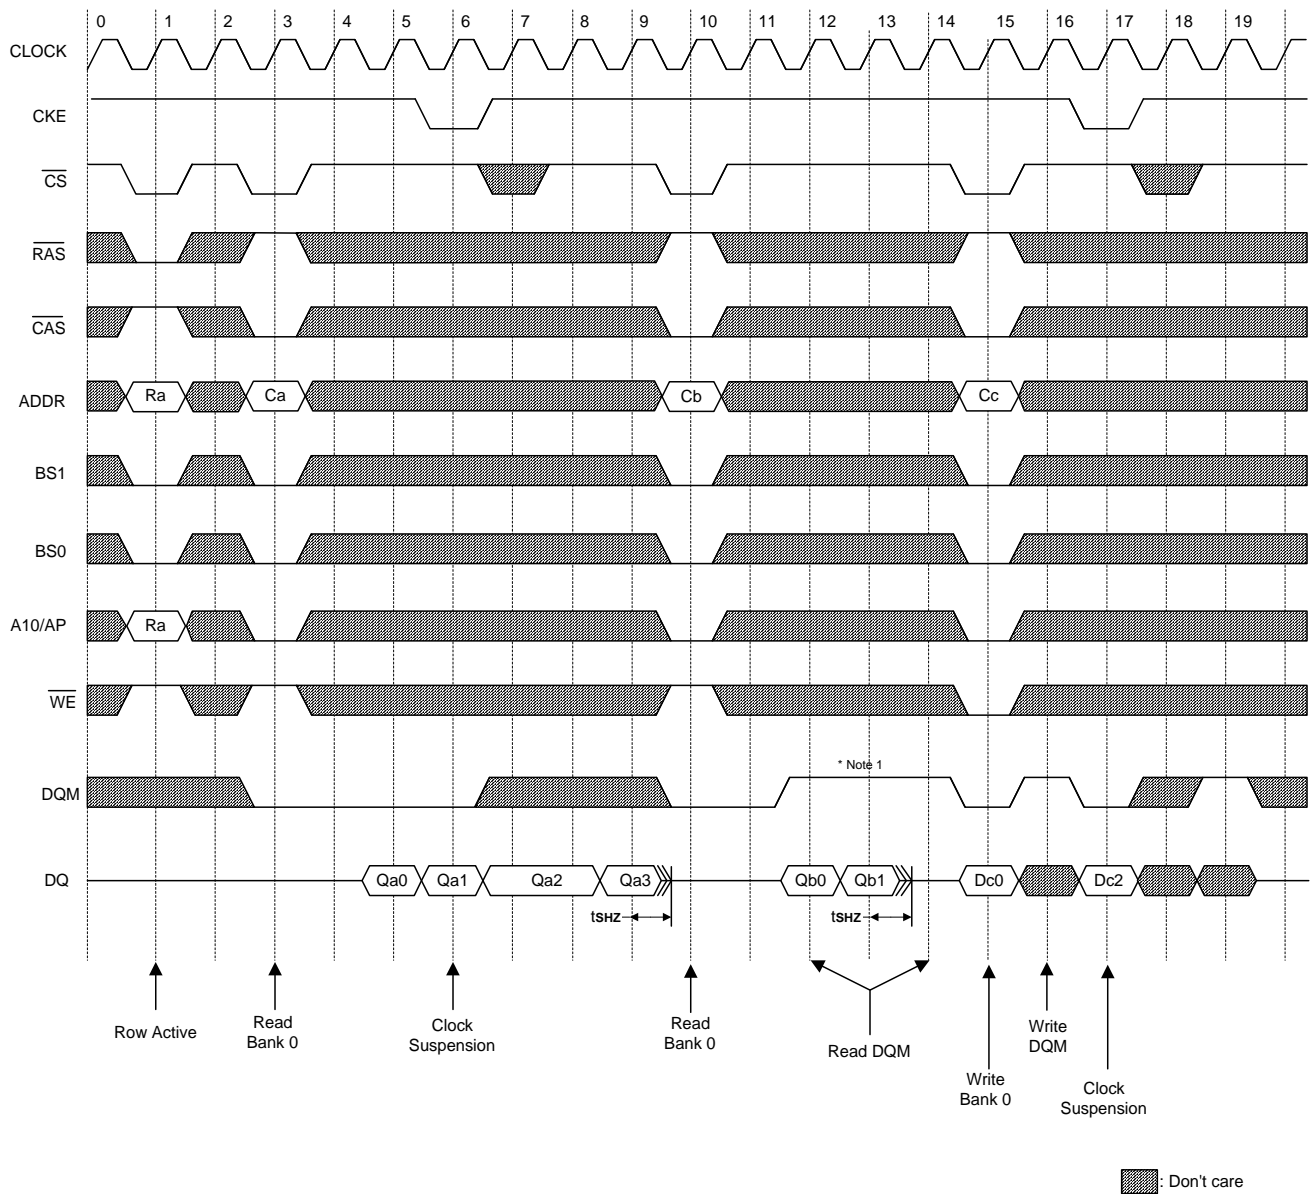 0 1 2 3 4 5 6 7 8 9 10 11 12 13 14 15 16 17 18 19
CLOCK
CKE
CS
RAS
CAS
ADDR Ra Ca Cb Cc
BS1
BS0
A10/AP Ra
WE
* Note 1
DQM
DQ Qa0 Qa1 Qa2 Qa3 Qb0 Qb1 Dc0 Dc2
tSHZ tSHZ
Row Active
Read
Bank 0
Clock
Suspension
Read
Bank 0
Read DQM
Write
Bank 0
Write
DQM
Clock
Suspension
: Don't care